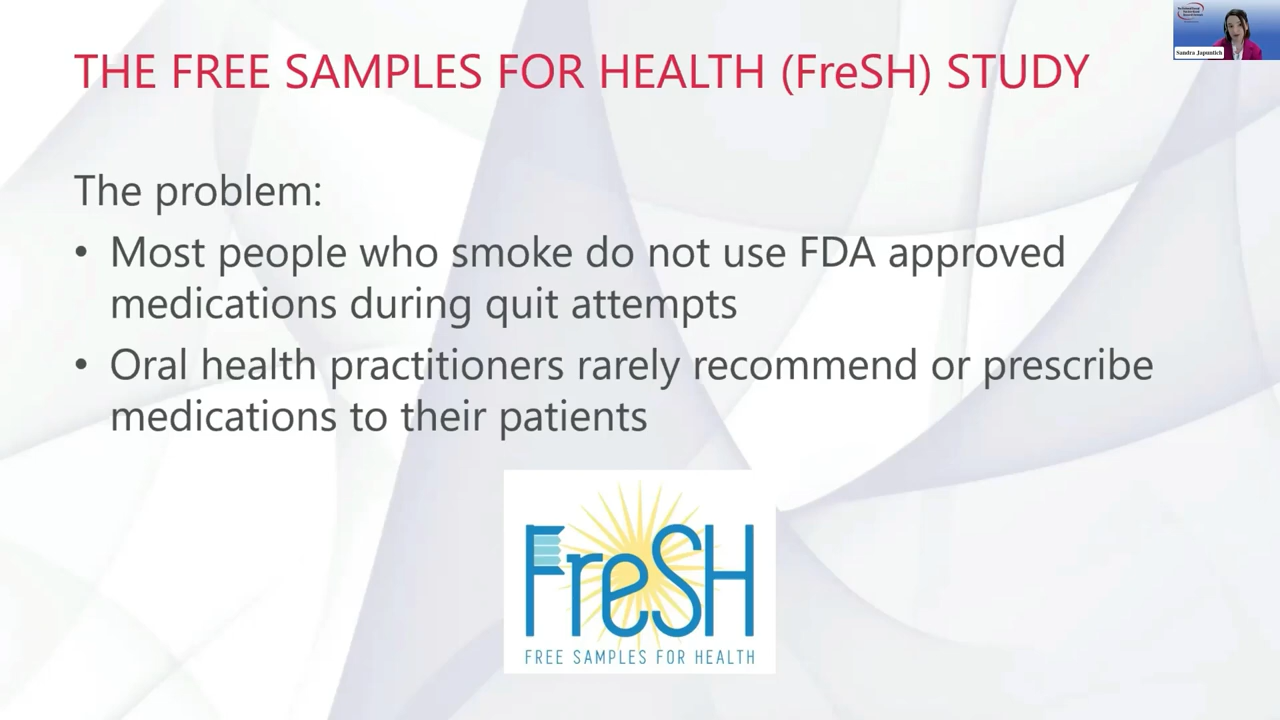 THE FREE SAMPLES FOR HEALTH (FreSH) STUDY
Sandra Japuntich
The problem:
• Most people who smoke do not use FDA approved
medications during quit attempts
• Oral health practitioners rarely recommend or prescribe
medications to their patients
FreSH
FREE SAMPLES FOR HEALTH